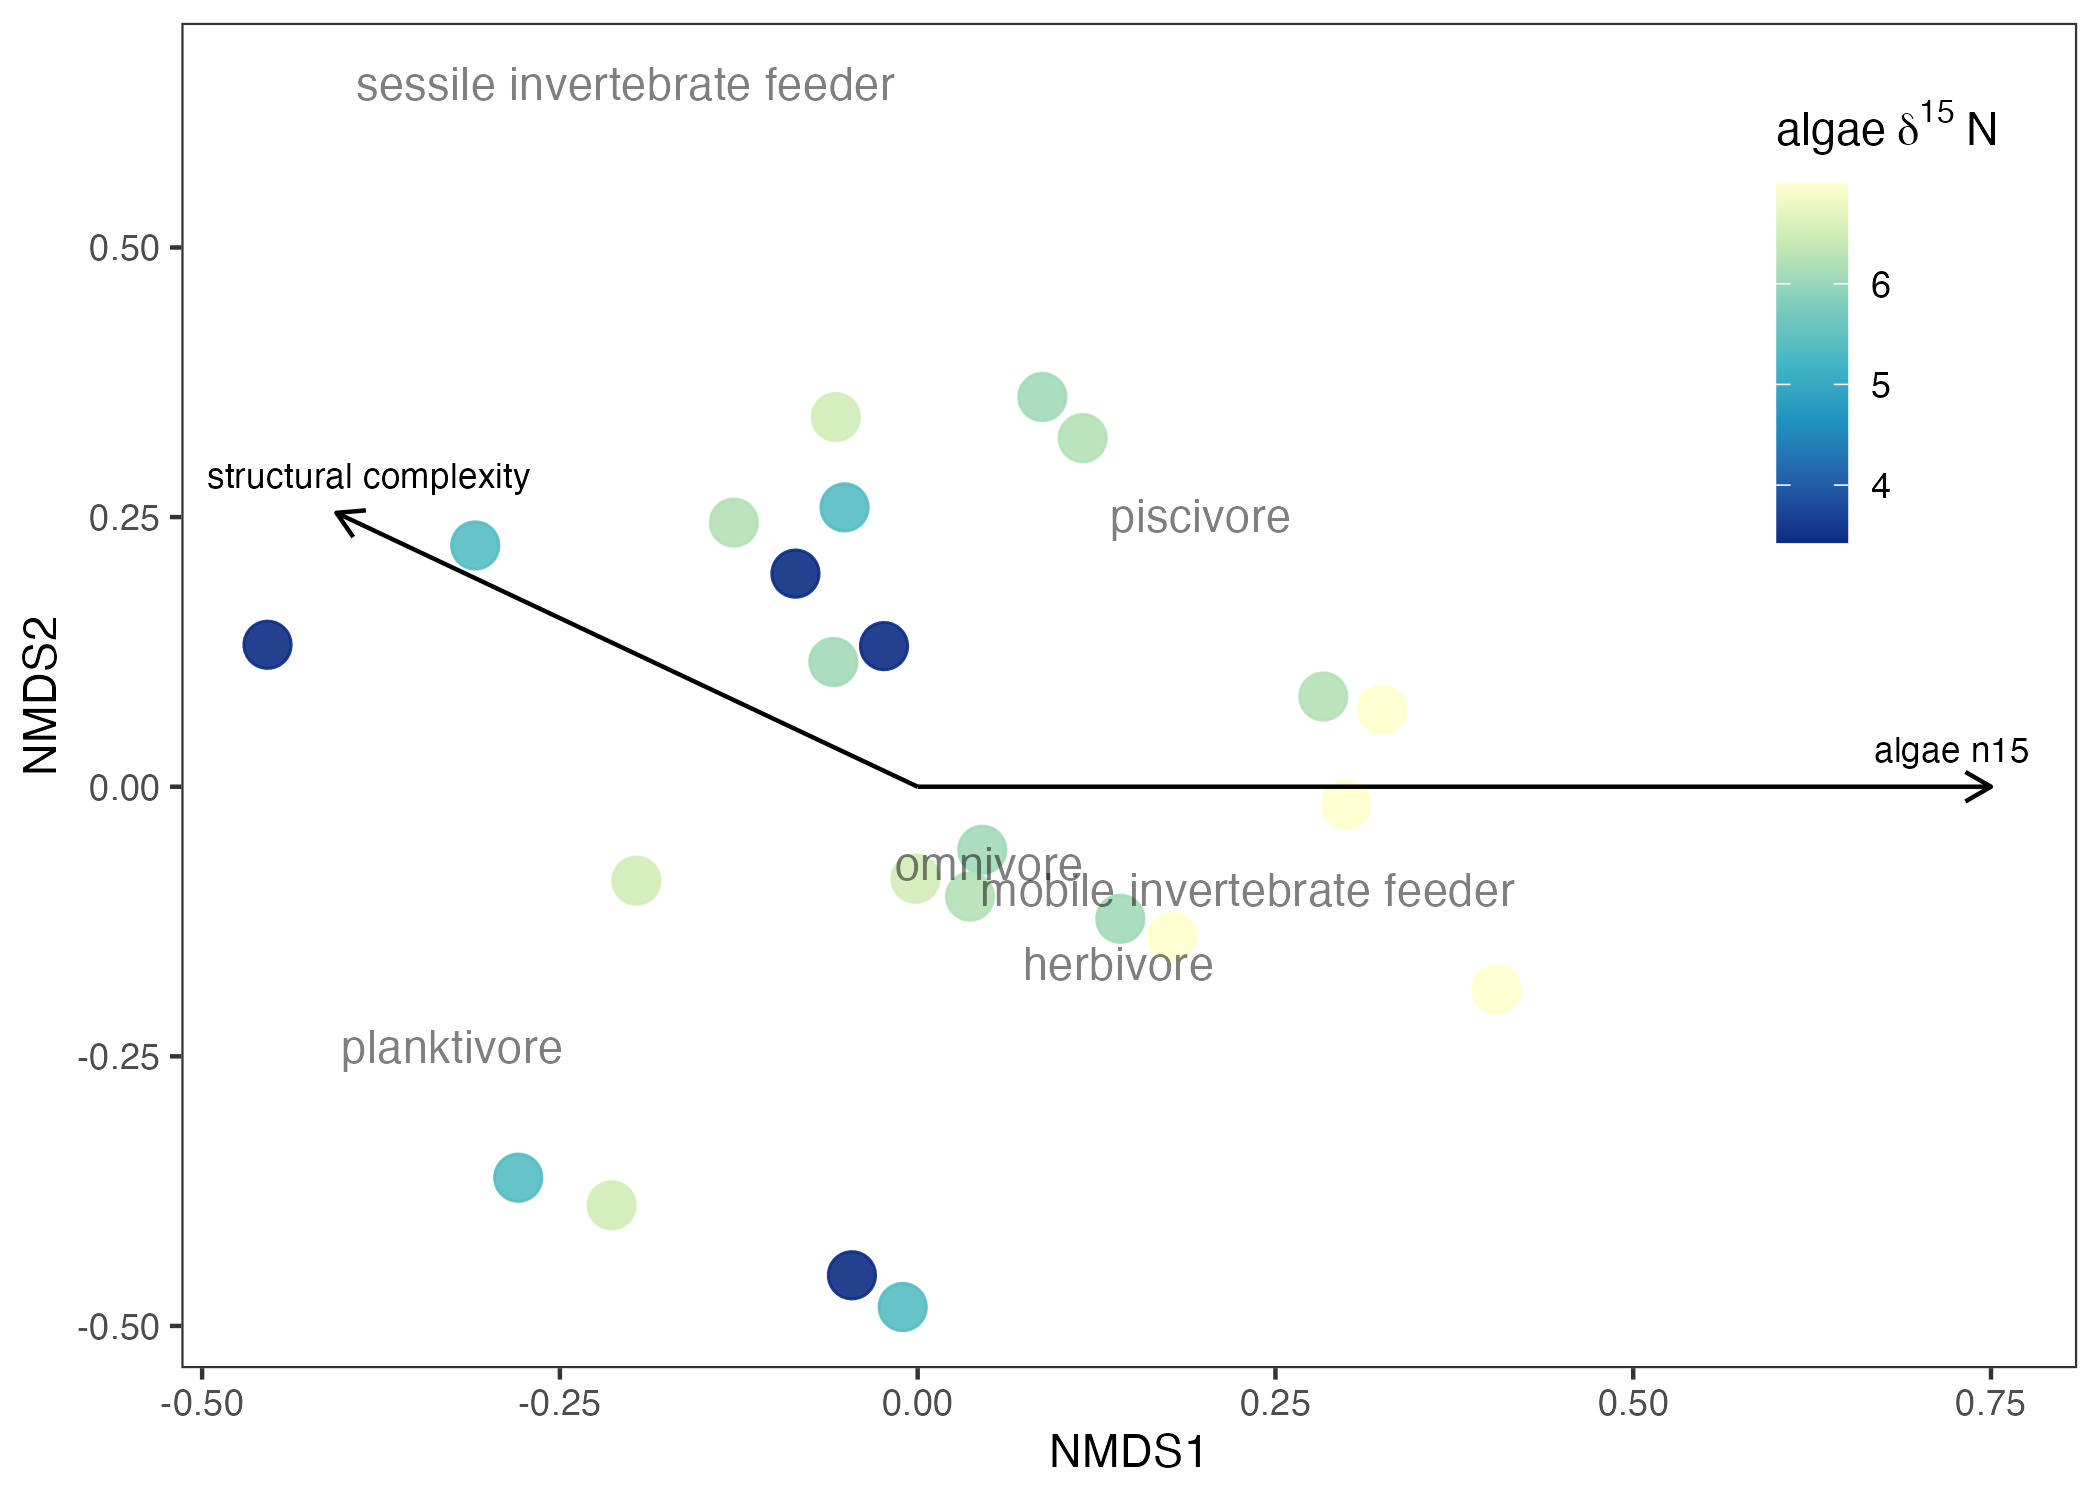 sessile invertebrate feeder
algae δ15 N
6
5
4
0.50
0.25
0.00
-0.25
-0.50
NMDS2
structural complexity
piscivore
algae n15
omnivore
mobile invertebrate feeder
herbivore
planktivore
-0.50
-0.25
0.00
0.25
0.50
0.75
NMDS1